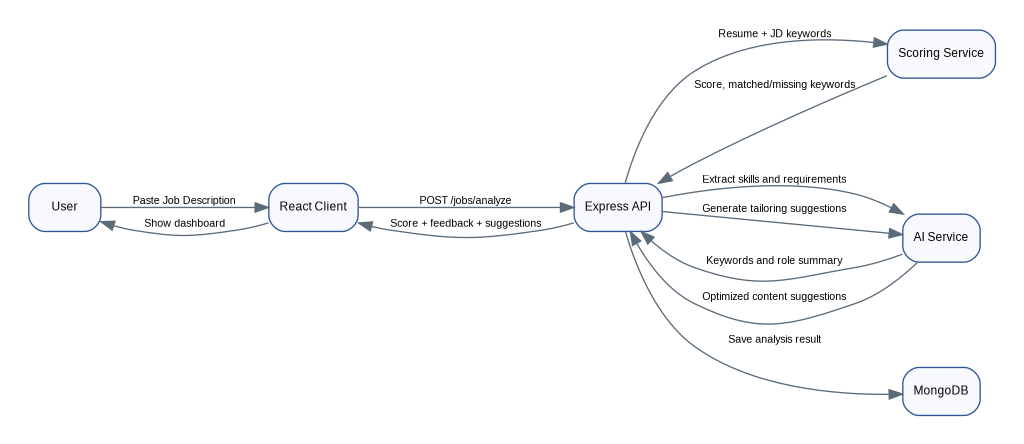 Resume + JD keywords
Scoring Service
Score, matched/missing keywords
User
Paste Job Description
Show dashboard
React Client
POST /jobs/analyze
Score + feedback + suggestions
Express API
Extract skills and requirements
Generate tailoring suggestions
AI Service
Keywords and role summary
Optimized content suggestions
Save analysis result
MongoDB